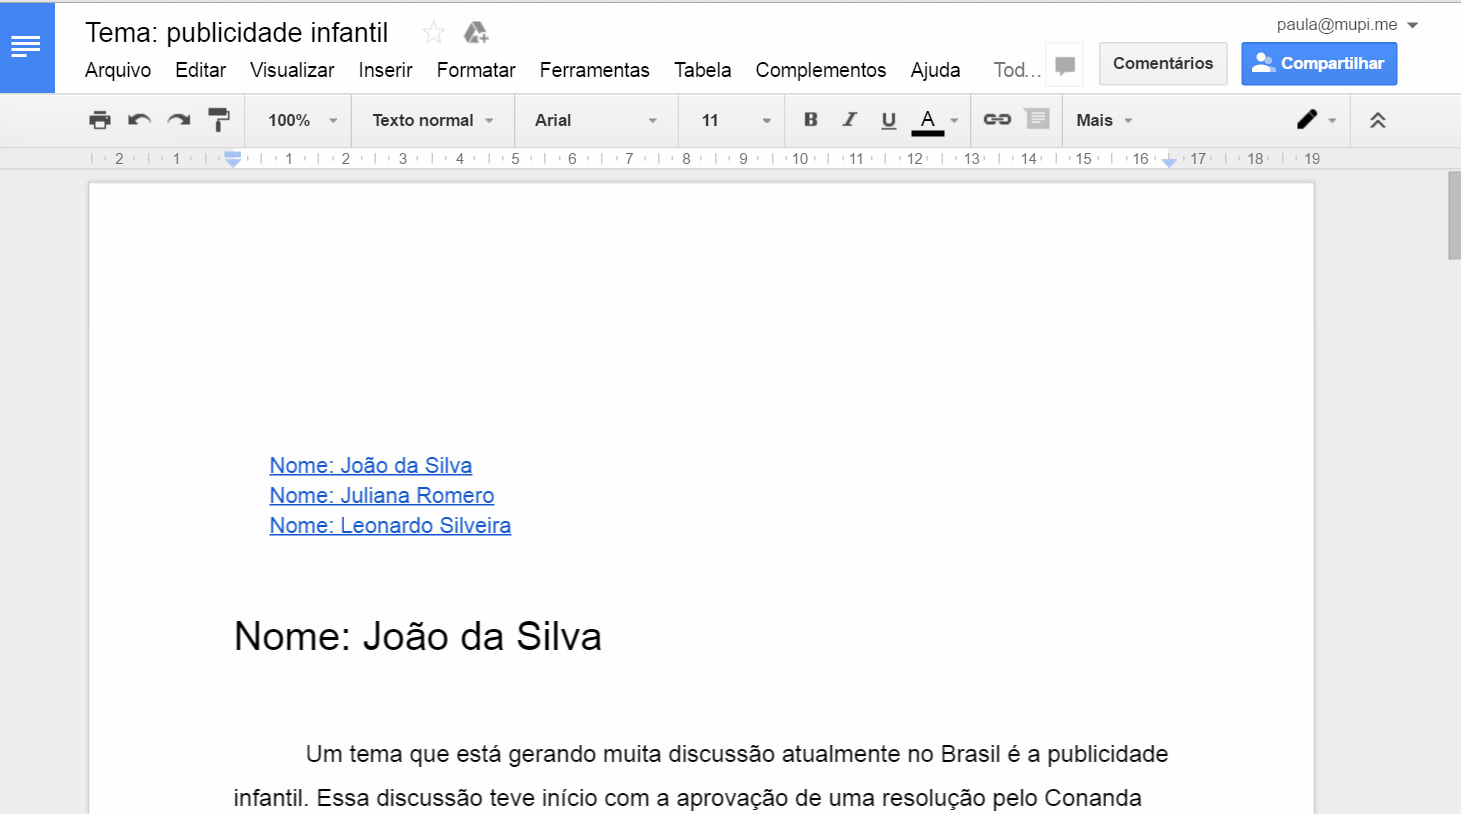 Tema: publicidade infantil
paula@mupi.me
Arquivo Editar Visualizar Inserir Formatar Ferramentas Tabela Complementos Ajuda Tod... Comentários Compartilhar
100% Texto normal Arial 11 B I U A Mais
2 1 1 2 3 4 5 6 7 8 9 10 11 12 13 14 15 16 17 18 19
Nome: João da Silva
Nome: Juliana Romero
Nome: Leonardo Silveira
Nome: João da Silva
Um tema que está gerando muita discussão atualmente no Brasil é a publicidade
infantil. Essa discussão teve início com a aprovação de uma resolução pelo Conanda